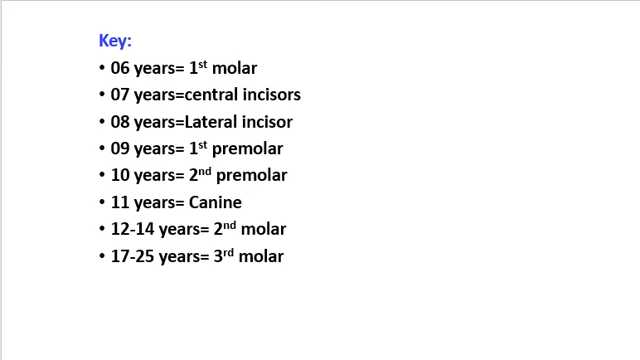 Key:
• 06 years= 1st molar
• 07 years=central incisors
• 08 years=Lateral incisor
• 09 years= 1st premolar
• 10 years= 2nd premolar
• 11 years= Canine
• 12-14 years= 2nd molar
• 17-25 years= 3rd molar